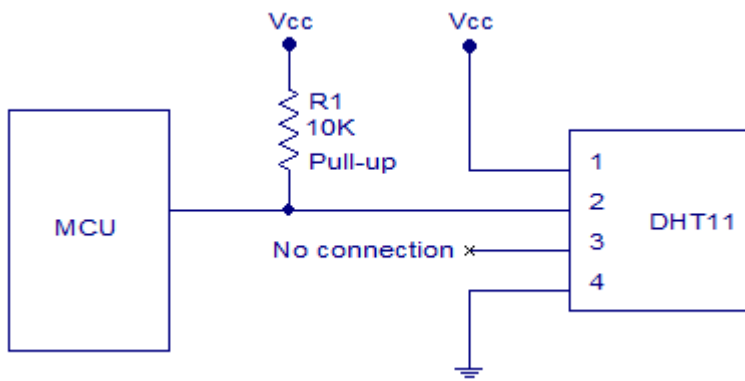 Vcc
Vcc
R1
10K
Pull-up
MCU
No connection
1
2
3
4
DHT11